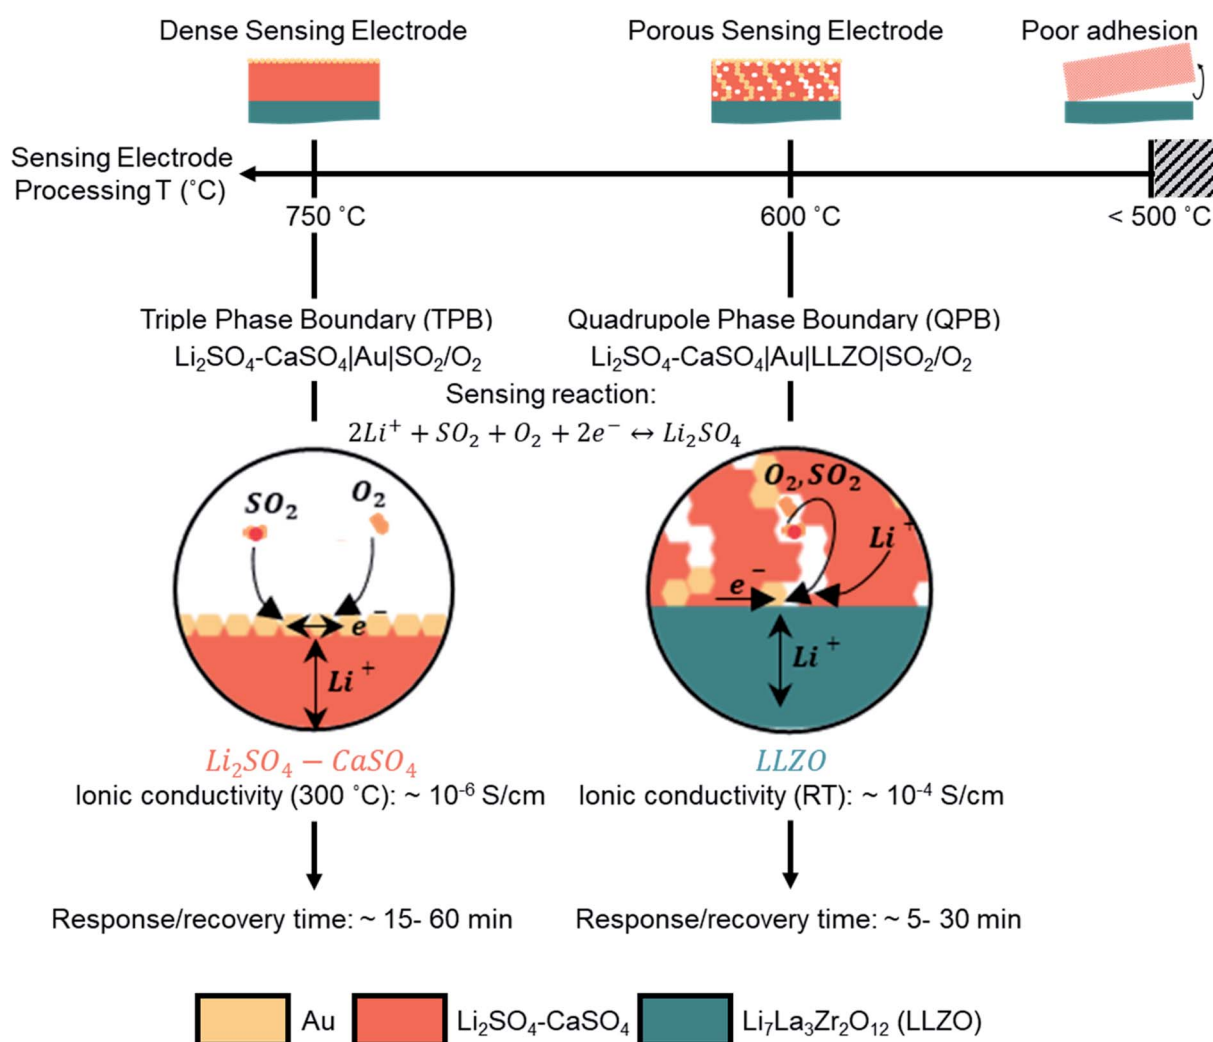 Dense Sensing Electrode
Porous Sensing Electrode
Poor adhesion
Sensing Electrode
Processing T (˚C)
750 ˚C
600 ˚C
< 500 ˚C
Triple Phase Boundary (TPB)
Li₂SO₄-CaSO₄|Au|SO₂/O₂
Quadrupole Phase Boundary (QPB)
Li₂SO₄-CaSO₄|Au|LLZO|SO₂/O₂
Sensing reaction:
2Li⁺ + SO₂ + O₂ + 2e⁻ ↔ Li₂SO₄
SO₂
O₂
e⁻
Li⁺
O₂, SO₂
Li⁺
e⁻
Li⁺
Li₂SO₄ − CaSO₄
Ionic conductivity (300 ˚C): ~ 10⁻⁶ S/cm
LLZO
Ionic conductivity (RT): ~ 10⁻⁴ S/cm
Response/recovery time: ~ 15- 60 min
Response/recovery time: ~ 5- 30 min
Au
Li₂SO₄-CaSO₄
Li₇La₃Zr₂O₁₂ (LLZO)